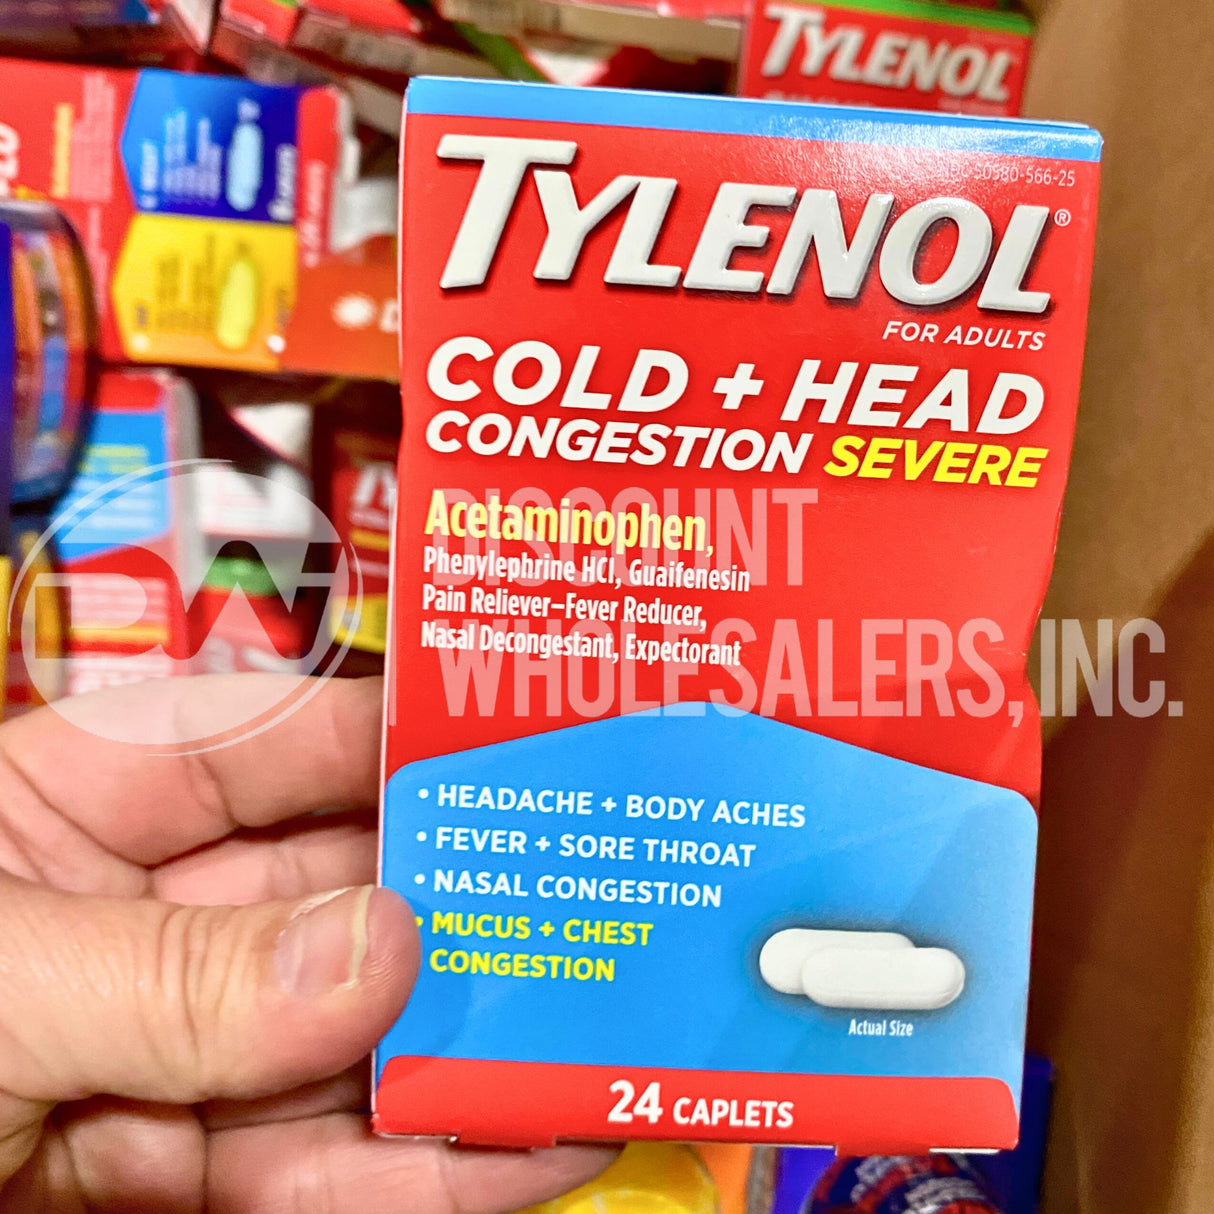 TYLENOL
NDC 50580-566-25
TYLENOL®
FOR ADULTS
COLD + HEAD
CONGESTION SEVERE
Acetaminophen,
Phenylephrine HCl, Guaifenesin
Pain Reliever–Fever Reducer,
Nasal Decongestant, Expectorant
DISCOUNT
WHOLESALERS, INC.
DW
• HEADACHE + BODY ACHES
• FEVER + SORE THROAT
• NASAL CONGESTION
• MUCUS + CHEST
CONGESTION
Actual Size
24 CAPLETS